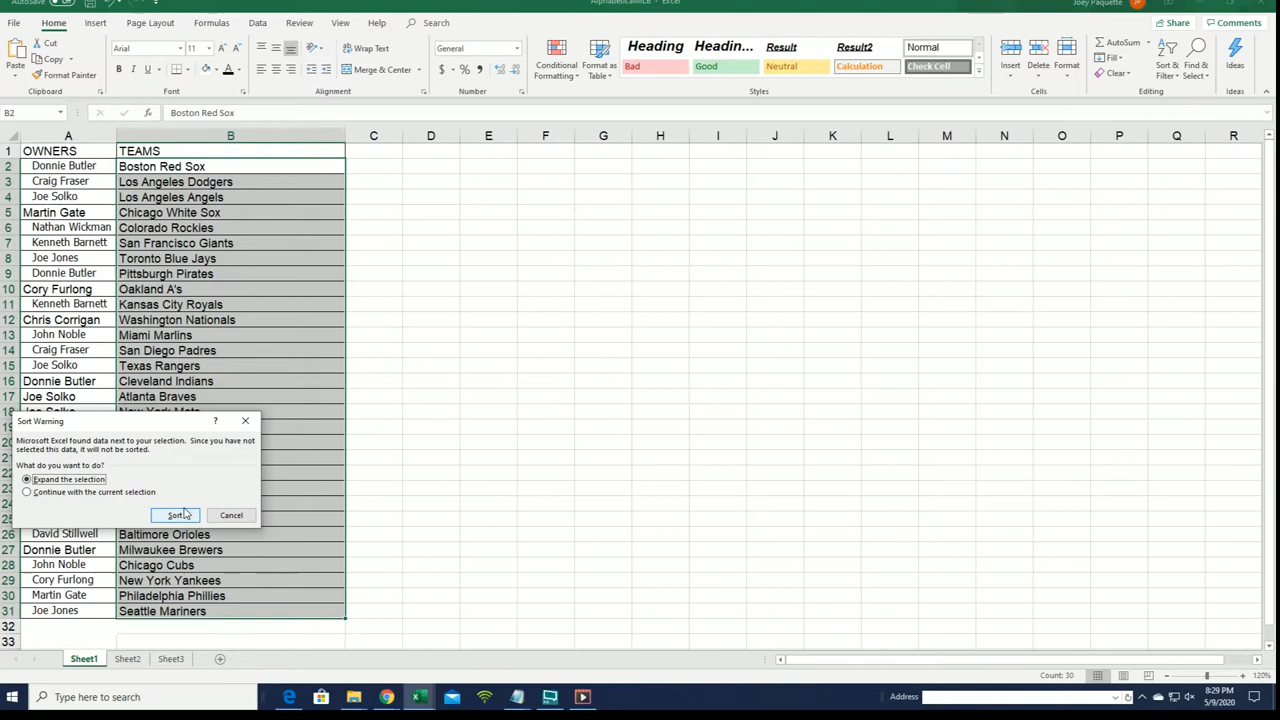 AutoSave
AlphabeticalMLB - Excel
Joey Paquette
File Home Insert Page Layout Formulas Data Review View Help Search Share Comments
Paste Cut Copy Format Painter
Arial 11 Wrap Text Merge & Center
General
Conditional Formatting Format as Table
Heading Headin... Result Result2 Normal
Bad Good Neutral Calculation Check Cell
Insert Delete Format
AutoSum Fill Clear
Sort & Filter Find & Select Ideas
Clipboard Font Alignment Number Styles Cells Editing Ideas
B2 Boston Red Sox
A B C D E F G H I J K L M N O P Q R
1 OWNERS TEAMS
2 Donnie Butler Boston Red Sox
3 Craig Fraser Los Angeles Dodgers
4 Joe Solko Los Angeles Angels
5 Martin Gate Chicago White Sox
6 Nathan Wickman Colorado Rockies
7 Kenneth Barnett San Francisco Giants
8 Joe Jones Toronto Blue Jays
9 Donnie Butler Pittsburgh Pirates
10 Cory Furlong Oakland A's
11 Kenneth Barnett Kansas City Royals
12 Chris Corrigan Washington Nationals
13 John Noble Miami Marlins
14 Craig Fraser San Diego Padres
15 Joe Solko Texas Rangers
16 Donnie Butler Cleveland Indians
17 Joe Solko Atlanta Braves
18 Joe Solko New York Mets
Sort Warning ?
Microsoft Excel found data next to your selection. Since you have not
selected this data, it will not be sorted.
What do you want to do?
Expand the selection
Continue with the current selection
Sort Cancel
26 David Stillwell Baltimore Orioles
27 Donnie Butler Milwaukee Brewers
28 John Noble Chicago Cubs
29 Cory Furlong New York Yankees
30 Martin Gate Philadelphia Phillies
31 Joe Jones Seattle Mariners
32
33
Sheet1 Sheet2 Sheet3
Count: 30 120%
Type here to search
Address
8:29 PM
5/9/2020